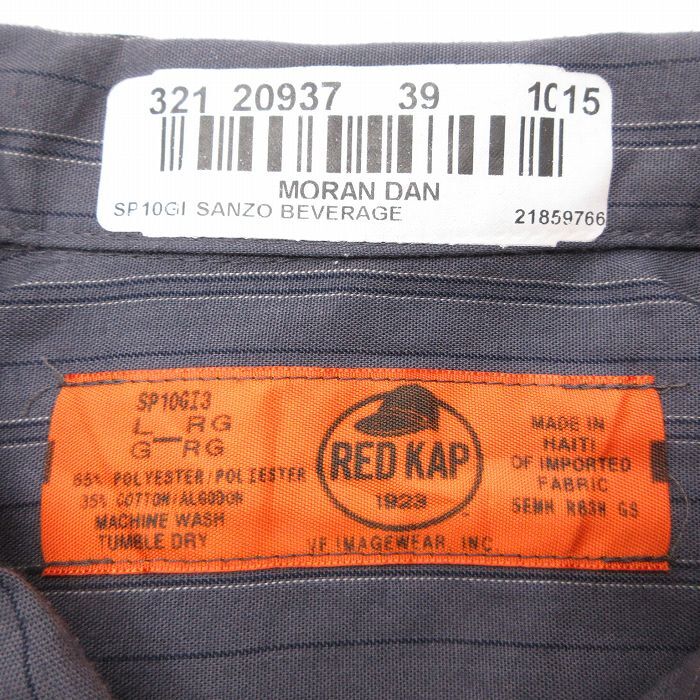 321 20937 39 1015
MORAN DAN
SP10GI SANZO BEVERAGE 21859766
SP10GI3
L-RG
G-RG
65% POLYESTER/POLIESTER
35% COTTON/ALGODON
MACHINE WASH
TUMBLE DRY
RED KAP
1923
VF IMAGEWEAR, INC.
MADE IN
HAITI
OF IMPORTED
FABRIC
GS